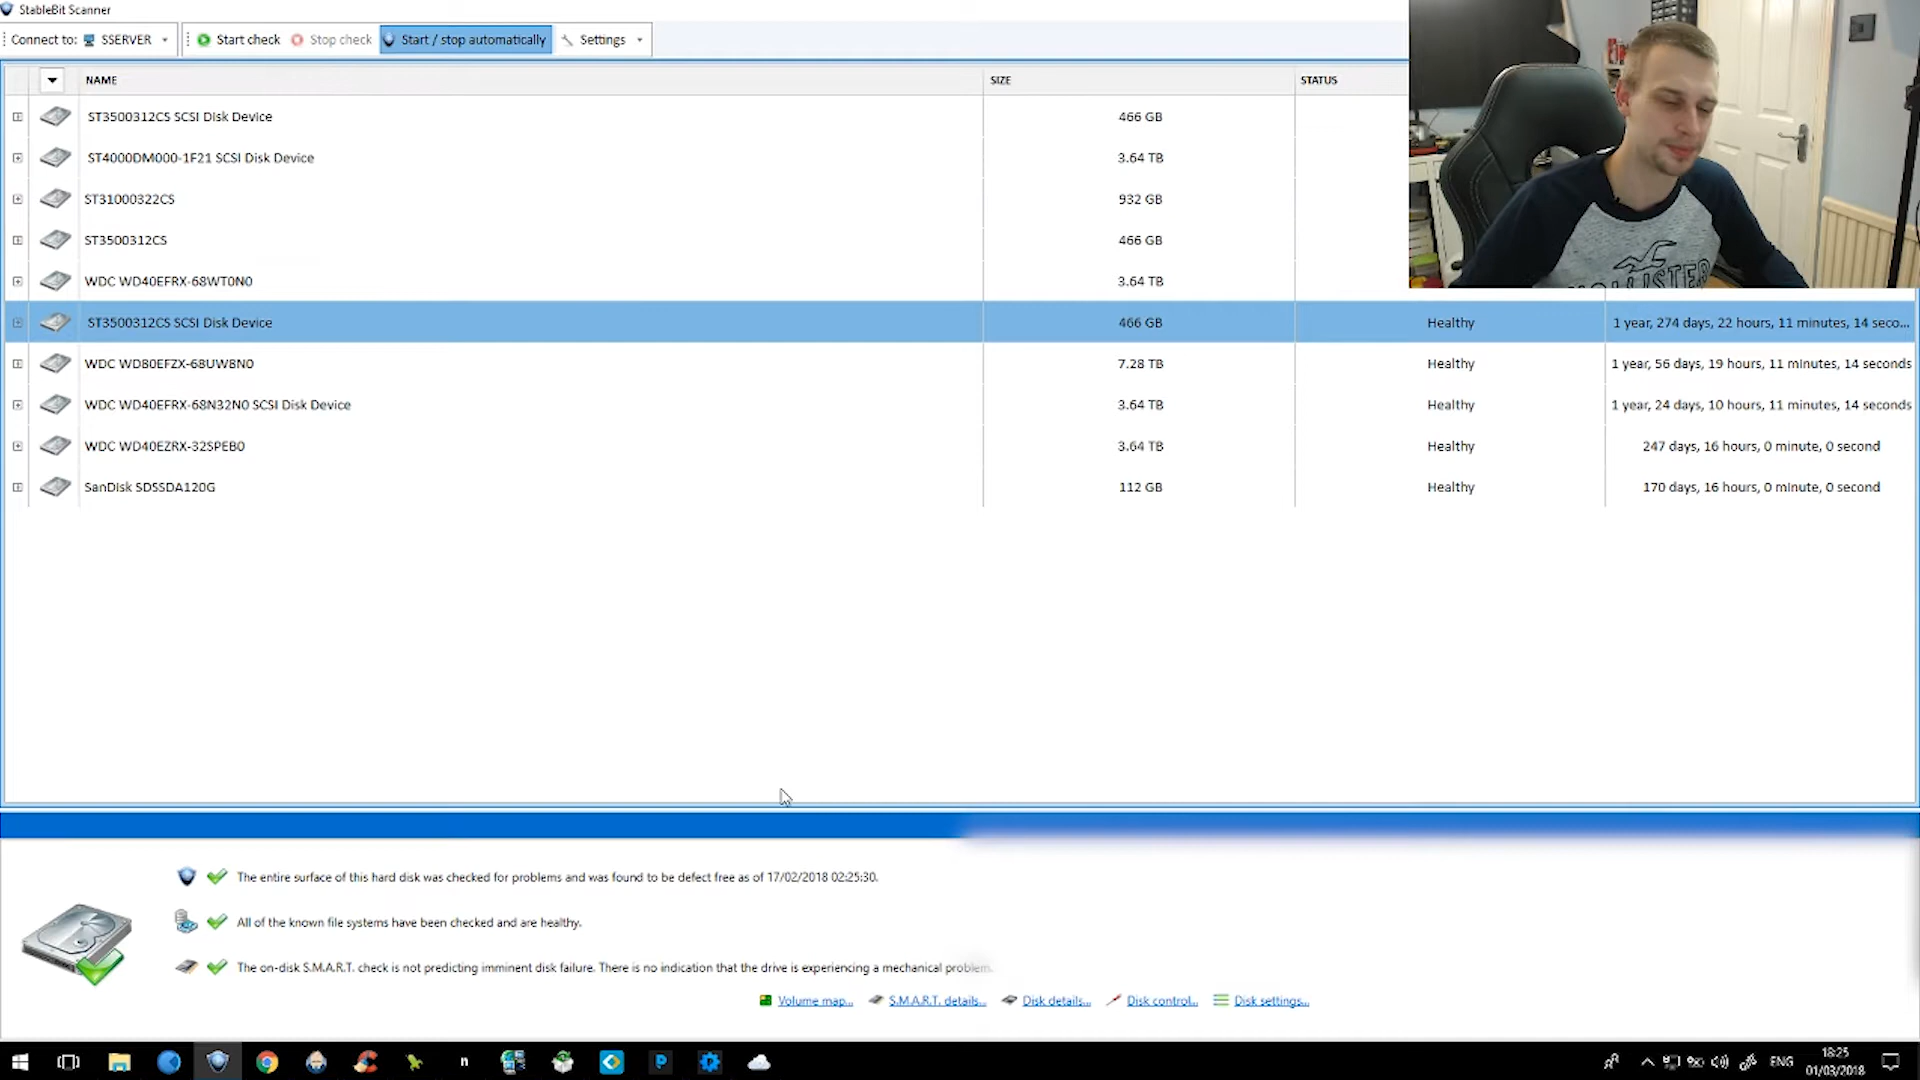 StableBit Scanner
Connect to: SSERVER Start check Stop check Start / stop automatically Settings
NAME SIZE STATUS
ST3500312CS SCSI Disk Device 466 GB
ST4000DM000-1F21 SCSI Disk Device 3.64 TB
ST31000322CS 932 GB
ST3500312CS 466 GB
WDC WD40EFRX-68WT0N0 3.64 TB
ST3500312CS SCSI Disk Device 466 GB Healthy 1 year, 274 days, 22 hours, 11 minutes, 14 seco...
WDC WD80EFZX-68UW8N0 7.28 TB Healthy 1 year, 56 days, 19 hours, 11 minutes, 14 seconds
WDC WD40EFRX-68N32N0 SCSI Disk Device 3.64 TB Healthy 1 year, 24 days, 10 hours, 11 minutes, 14 seconds
WDC WD40EZRX-32SPEB0 3.64 TB Healthy 247 days, 16 hours, 0 minute, 0 second
SanDisk SDSSDA120G 112 GB Healthy 170 days, 16 hours, 0 minute, 0 second
The entire surface of this hard disk was checked for problems and was found to be defect free as of 17/02/2018 02:25:30.
All of the known file systems have been checked and are healthy.
The on-disk S.M.A.R.T. check is not predicting imminent disk failure. There is no indication that the drive is experiencing a mechanical problem.
Volume map... S.M.A.R.T. details... Disk details... Disk control... Disk settings...
ENG 18:25
01/03/2018